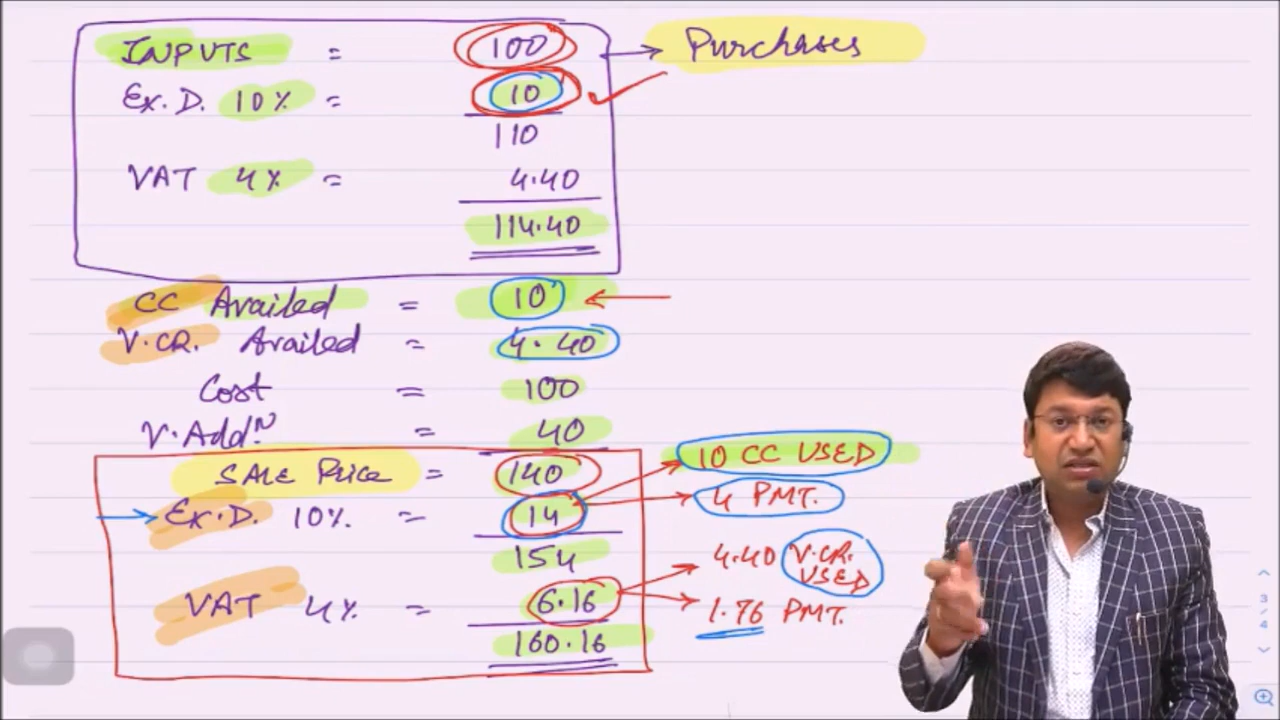 INPUTS = 100 → Purchases
Ex.D. 10% = 10 ✓
110
VAT 4% = 4.40
114.40
CC Availed = 10 ←
V.CR. Availed = 4.40
Cost = 100
V.Addⁿ = 40
SALE Price = 140
10 CC USED
→ Ex.D. 10%. = 14
4 PMT.
154
4.40 V.CR. USED
VAT 4% = 6.16
1.76 PMT.
160.16
3/4